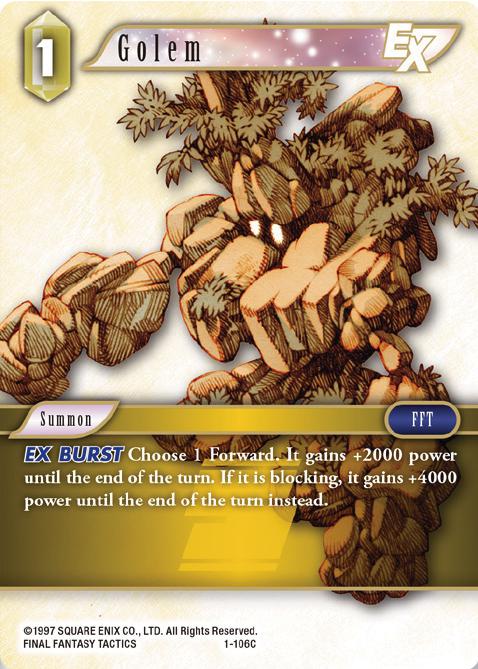 1
Golem
EX
Summon
FFT
EX BURST Choose 1 Forward. It gains +2000 power
until the end of the turn. If it is blocking, it gains +4000
power until the end of the turn instead.
©1997 SQUARE ENIX CO., LTD. All Rights Reserved.
FINAL FANTASY TACTICS 1-106C